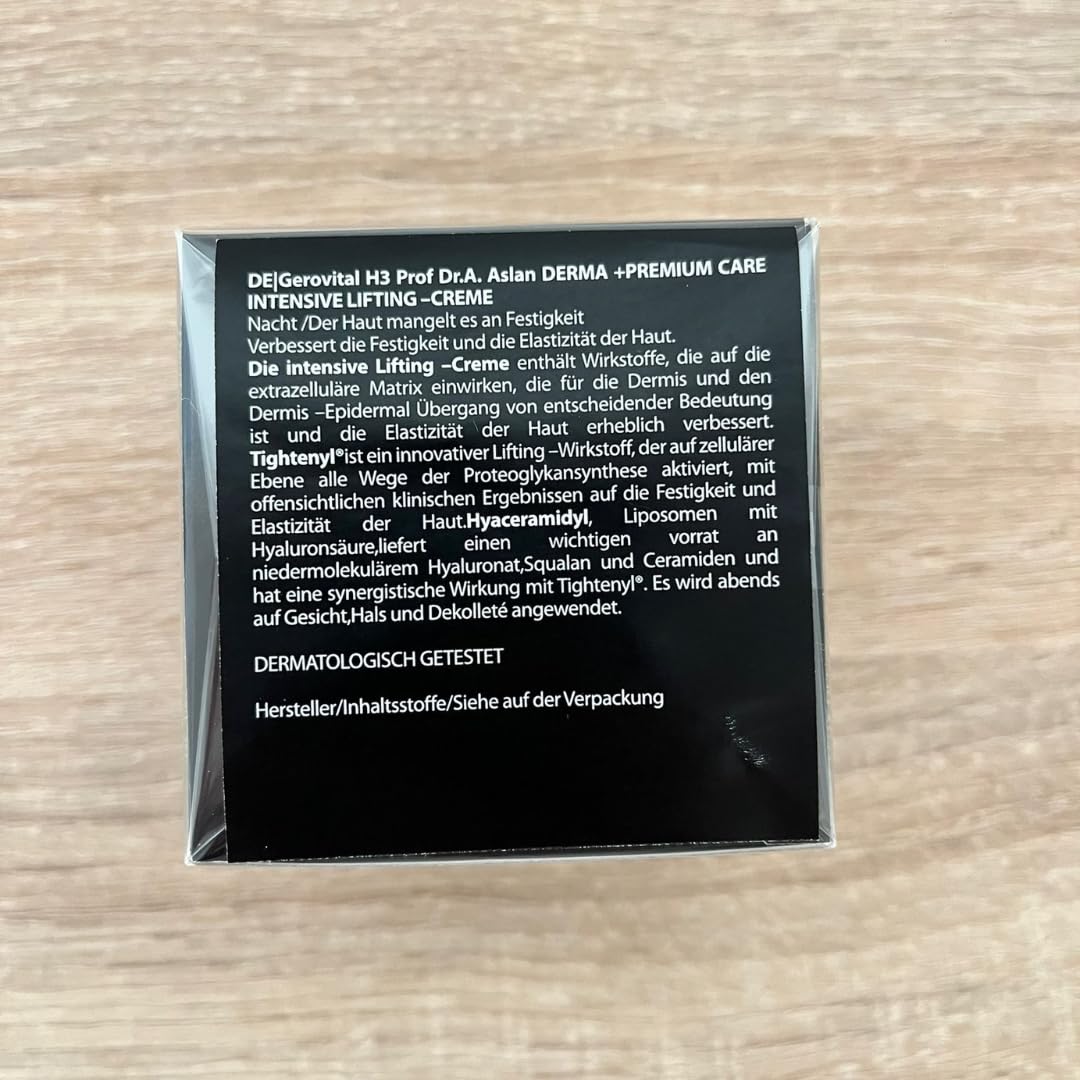 DE|Gerovital H3 Prof Dr.A. Aslan DERMA +PREMIUM CARE
INTENSIVE LIFTING –CREME
Nacht /Der Haut mangelt es an Festigkeit
Verbessert die Festigkeit und die Elastizität der Haut.
Die intensive Lifting –Creme enthält Wirkstoffe, die auf die
extrazelluläre Matrix einwirken, die für die Dermis und den
Dermis –Epidermal Übergang von entscheidender Bedeutung
ist und die Elastizität der Haut erheblich verbessert.
Tightenyl®ist ein innovativer Lifting –Wirkstoff, der auf zellulärer
Ebene alle Wege der Proteoglykansynthese aktiviert, mit
offensichtlichen klinischen Ergebnissen auf die Festigkeit und
Elastizität der Haut.Hyaceramidyl, Liposomen mit
Hyaluronsäure,liefert einen wichtigen vorrat an
niedermolekulärem Hyaluronat,Squalan und Ceramiden und
hat eine synergistische Wirkung mit Tightenyl®. Es wird abends
auf Gesicht,Hals und Dekolleté angewendet.
DERMATOLOGISCH GETESTET
Hersteller/Inhaltsstoffe/Siehe auf der Verpackung